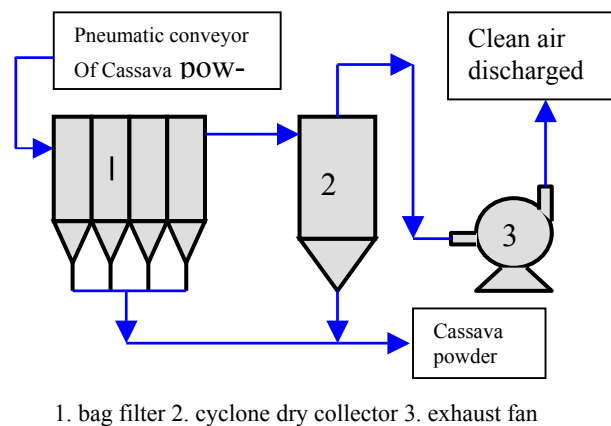 Pneumatic conveyor
Of Cassava pow-
Clean air
discharged
1
2
3
Cassava
powder
1. bag filter 2. cyclone dry collector 3. exhaust fan